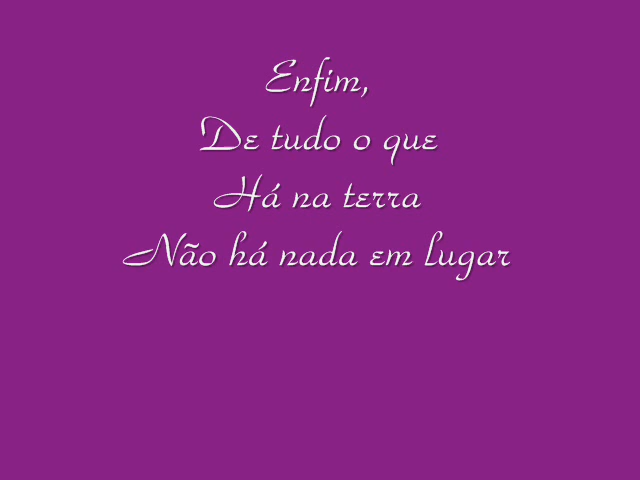 Enfim,
De tudo o que
Há na terra
Não há nada em lugar